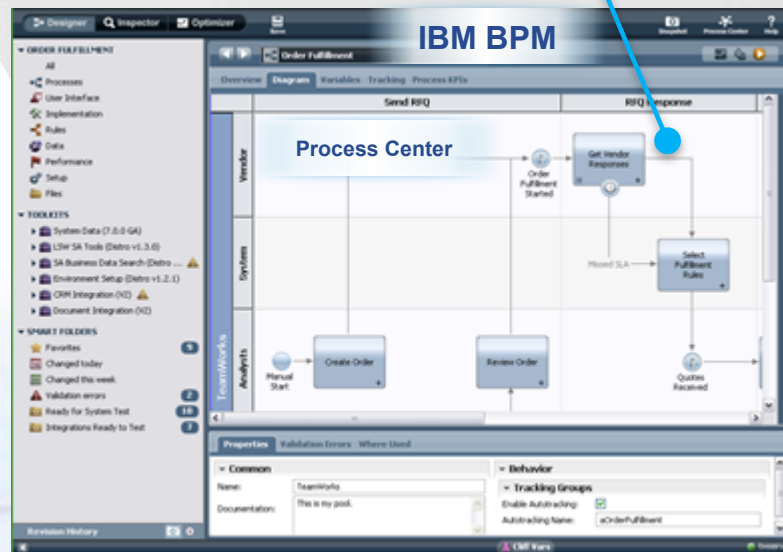 Designer Inspector Optimizer
Save
Snapshot Process Center Help
IBM BPM
ORDER FULFILLMENT
All
Processes
User Interface
Implementation
Rules
Data
Performance
Setup
Files
TOOLKITS
System Data (7.0.0 GA)
LSW SA Tools (Distro v1.3.0)
SA Business Data Search (Distro ...
Environment Setup (Distro v1.2.1)
CRM Integration (V2)
Document Integration (V2)
SMART FOLDERS
Favorites 9
Changed today
Changed this week
Validation errors 2
Ready for System Test 10
Integrations Ready to Test 7
Revision History
Order Fulfillment
Overview Diagram Variables Tracking Process KPIs
Send RFQ RFQ Response
Process Center
TeamWorks
Vendor
System
Analysts
Order
Fulfillment
Started
Get Vendor
Responses
Missed SLA
Select
Fulfillment
Rules
Manual
Start
Create Order
Review Order
Quotes
Received
Properties Validation Errors Where Used
Common
Name: TeamWorks
Documentation: This is my pool.
Behavior
Tracking Groups
Enable Autotracking:
Autotracking Name: aOrderFulfillment